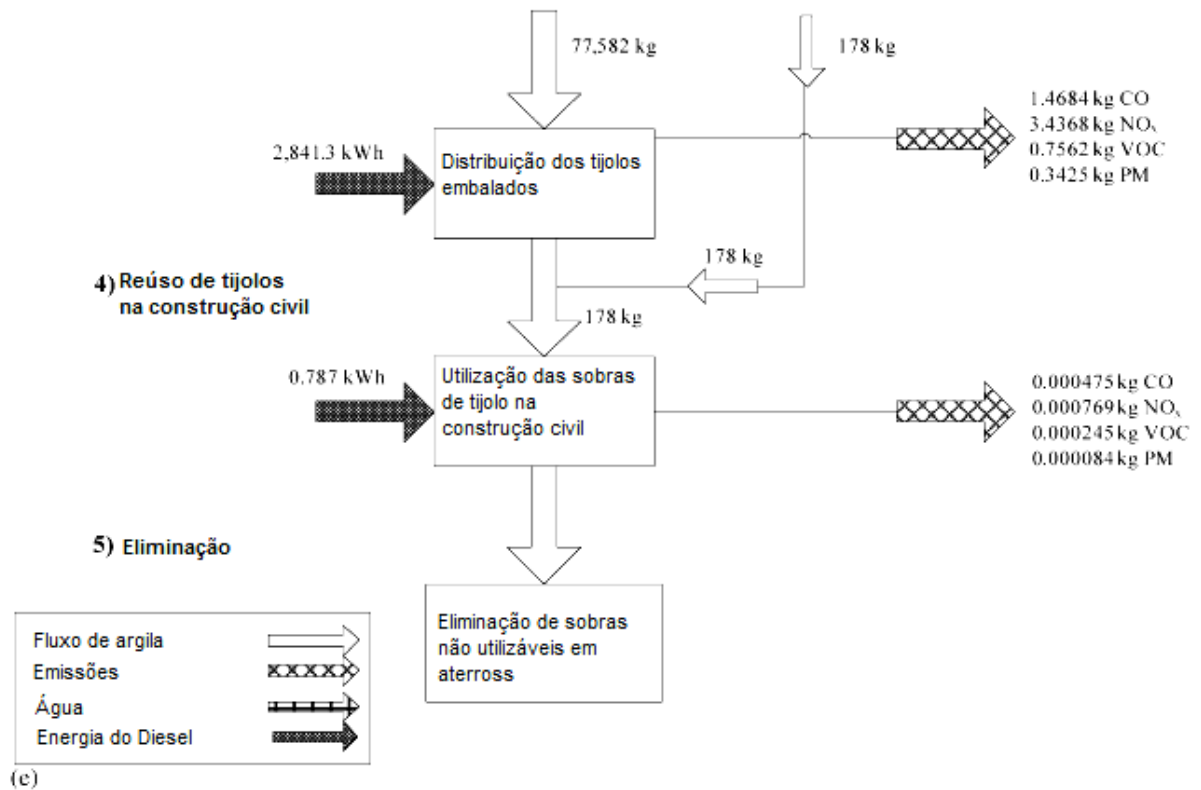 77,582 kg
178 kg
1.4684 kg CO
3.4368 kg NOx
0.7562 kg VOC
0.3425 kg PM
2,841.3 kWh
Distribuição dos tijolos
embalados
178 kg
4) Reúso de tijolos
na construção civil
178 kg
0.787 kWh
Utilização das sobras
de tijolo na
construção civil
0.000475 kg CO
0.000769 kg NOx
0.000245 kg VOC
0.000084 kg PM
5) Eliminação
Eliminação de sobras
não utilizáveis em
aterross
Fluxo de argila
Emissões
Água
Energia do Diesel
(e)